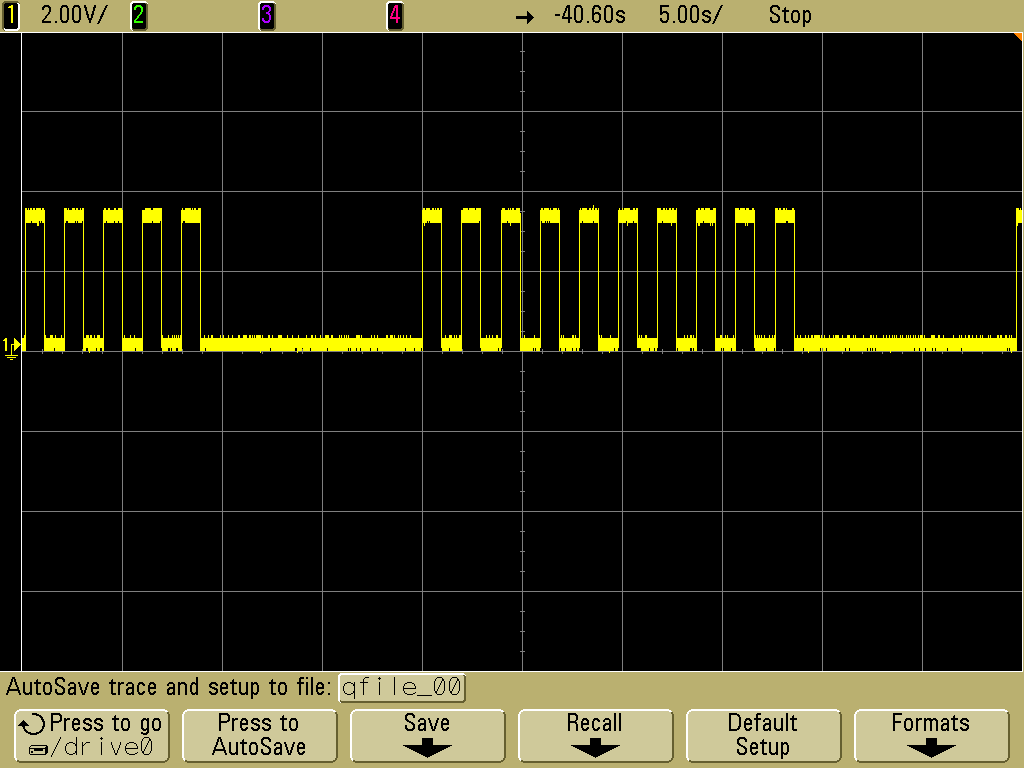 1 2.00V/ 2 3 4 → -40.60s 5.00s/ Stop
1
AutoSave trace and setup to file: qfile_00
Press to go
/drive0
Press to
AutoSave
Save
Recall
Default
Setup
Formats